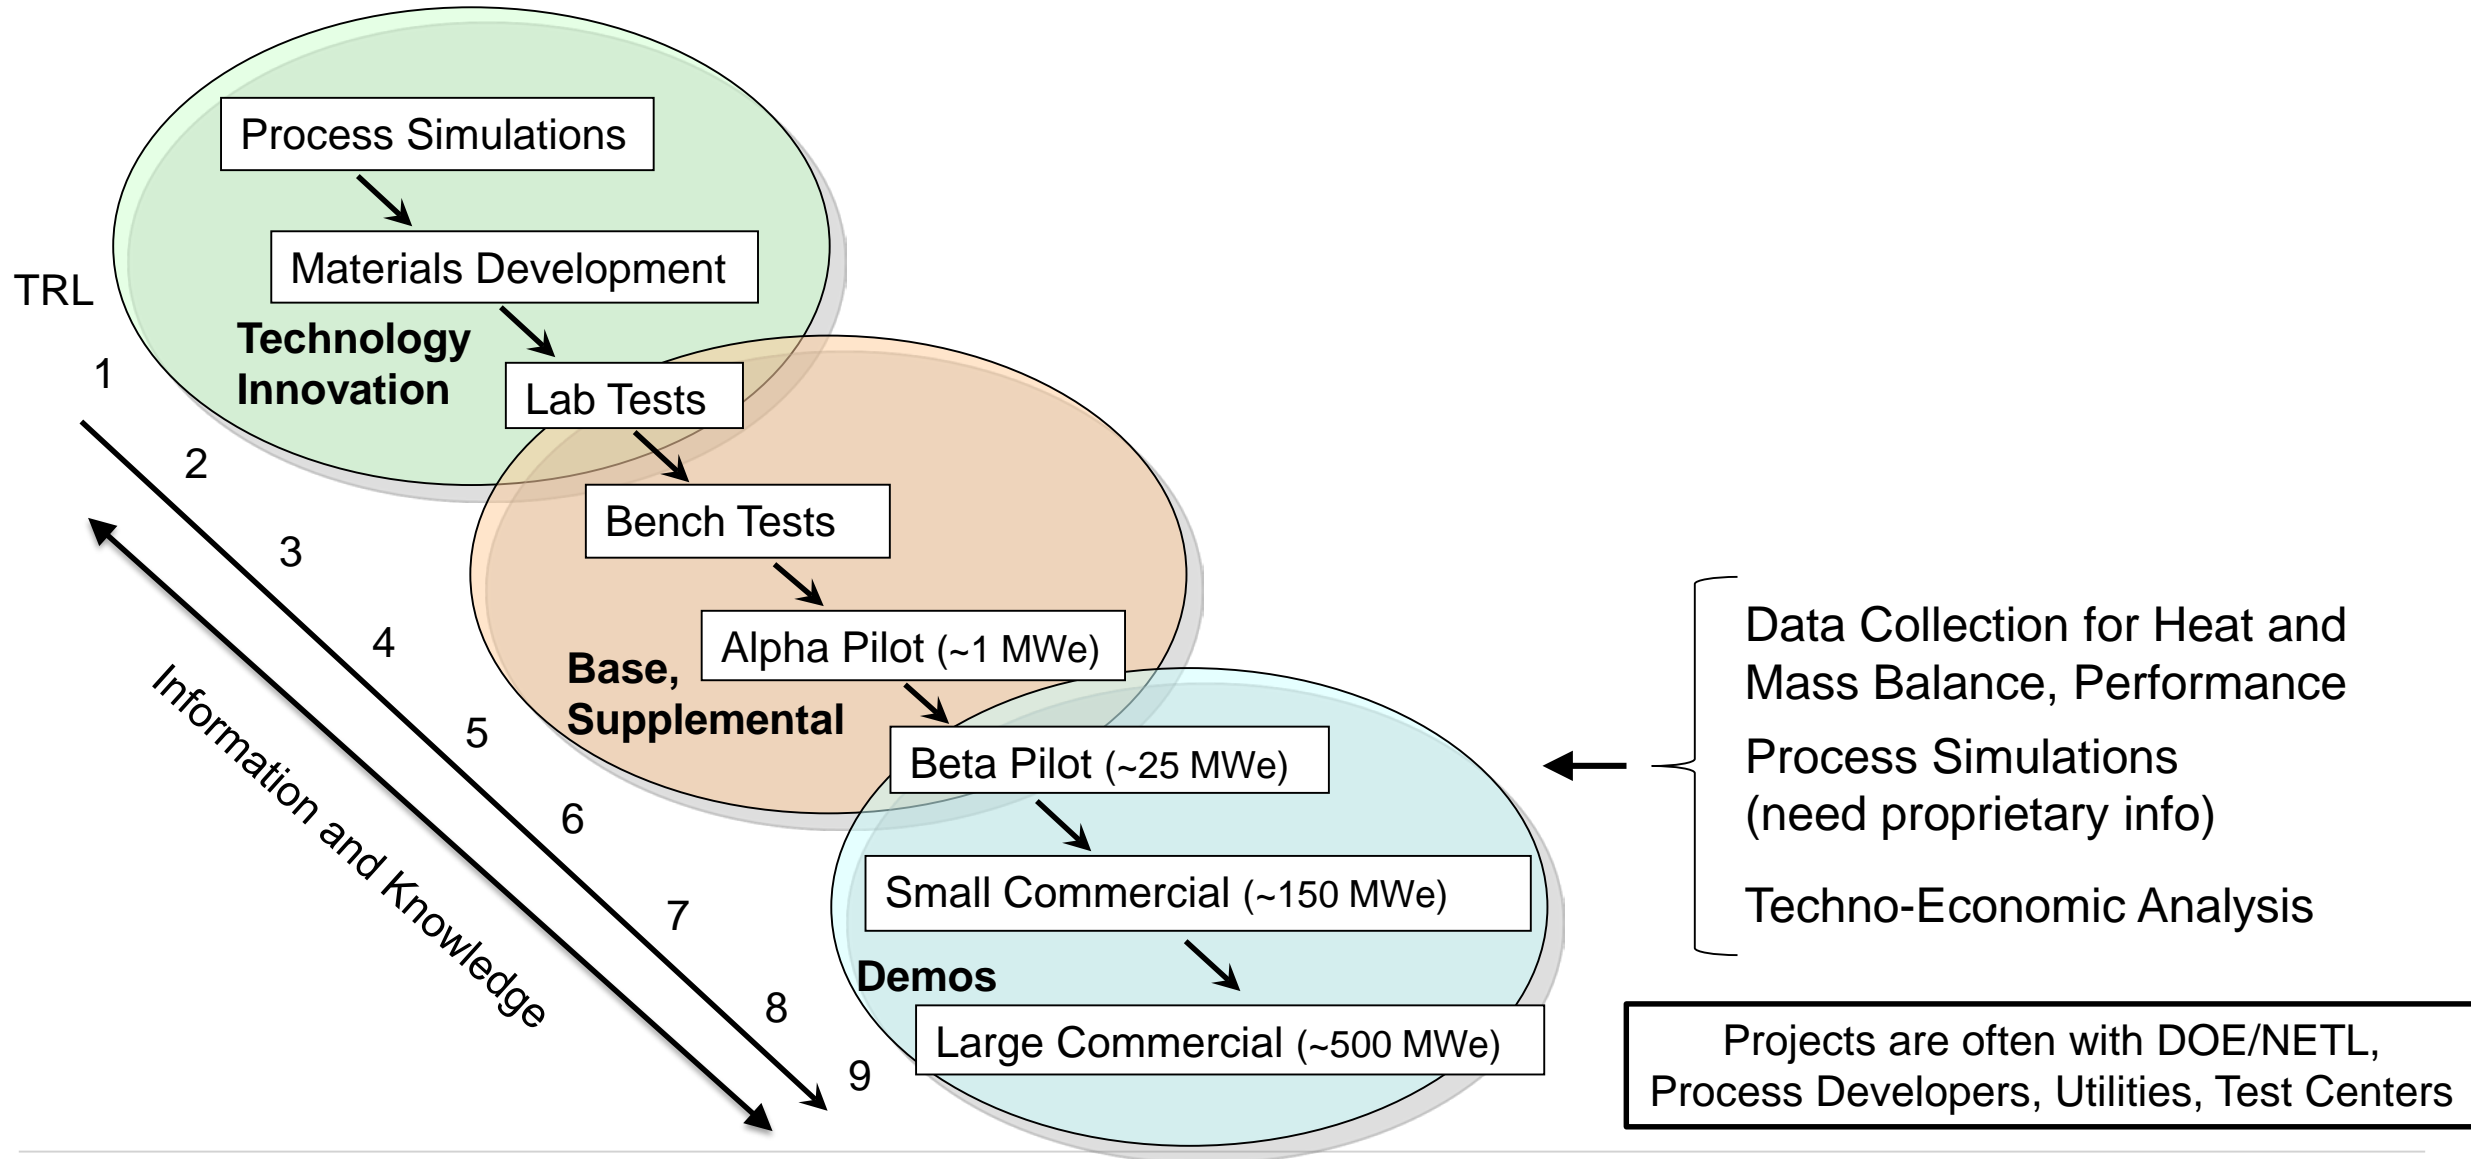 Process Simulations
Materials Development
TRL
Technology
Innovation
1
Lab Tests
2
Bench Tests
3
4
Alpha Pilot (~1 MWe)
Base,
Supplemental
5
Beta Pilot (~25 MWe)
6
Small Commercial (~150 MWe)
7
Demos
8
Large Commercial (~500 MWe)
9
Information and Knowledge
Data Collection for Heat and
Mass Balance, Performance
Process Simulations
(need proprietary info)
Techno-Economic Analysis
Projects are often with DOE/NETL,
Process Developers, Utilities, Test Centers